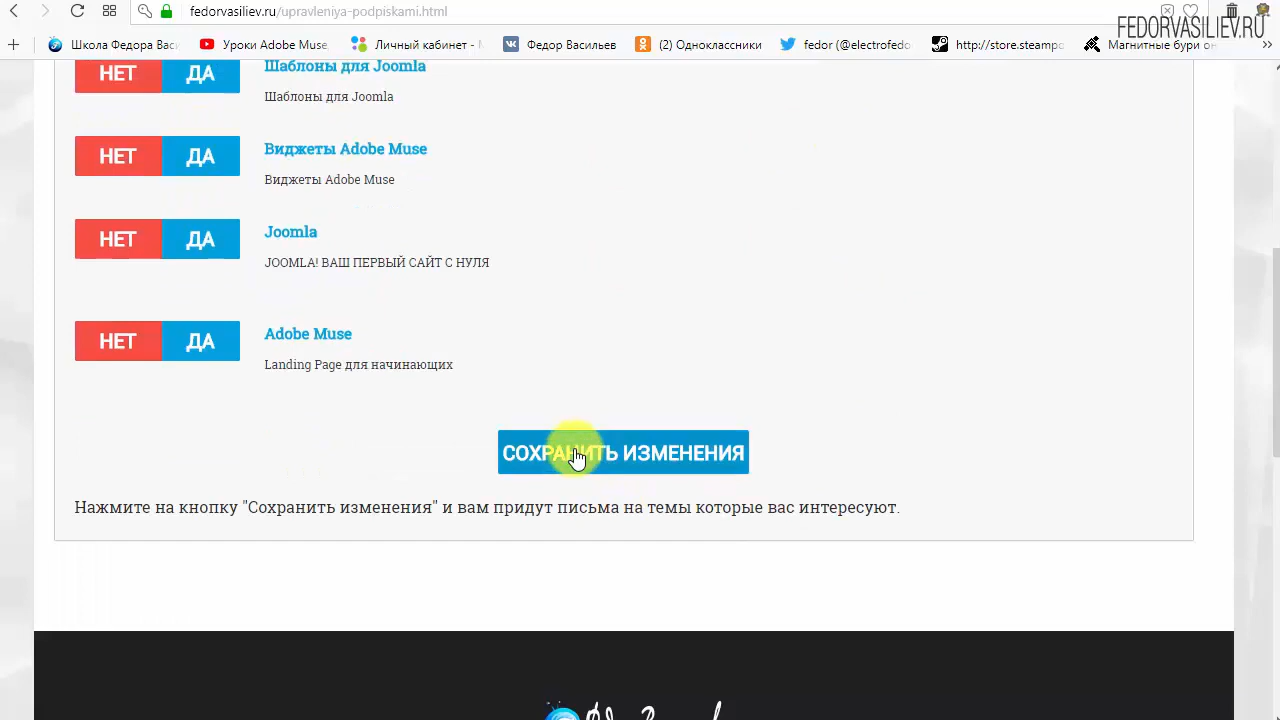 fedorvasiliev.ru/upravleniya-podpiskami.html
FEDORVASILIEV.RU
Школа Федора Васи
Уроки Adobe Muse,
Личный кабинет -
Федор Васильев
(2) Одноклассники
fedor (@electrofedo
http://store.steampo
Магнитные бури он
НЕТ ДА Шаблоны для Joomla
Шаблоны для Joomla
НЕТ ДА Виджеты Adobe Muse
Виджеты Adobe Muse
НЕТ ДА Joomla
JOOMLA! ВАШ ПЕРВЫЙ САЙТ С НУЛЯ
НЕТ ДА Adobe Muse
Landing Page для начинающих
СОХРАНИТЬ ИЗМЕНЕНИЯ
Нажмите на кнопку "Сохранить изменения" и вам придут письма на темы которые вас интересуют.